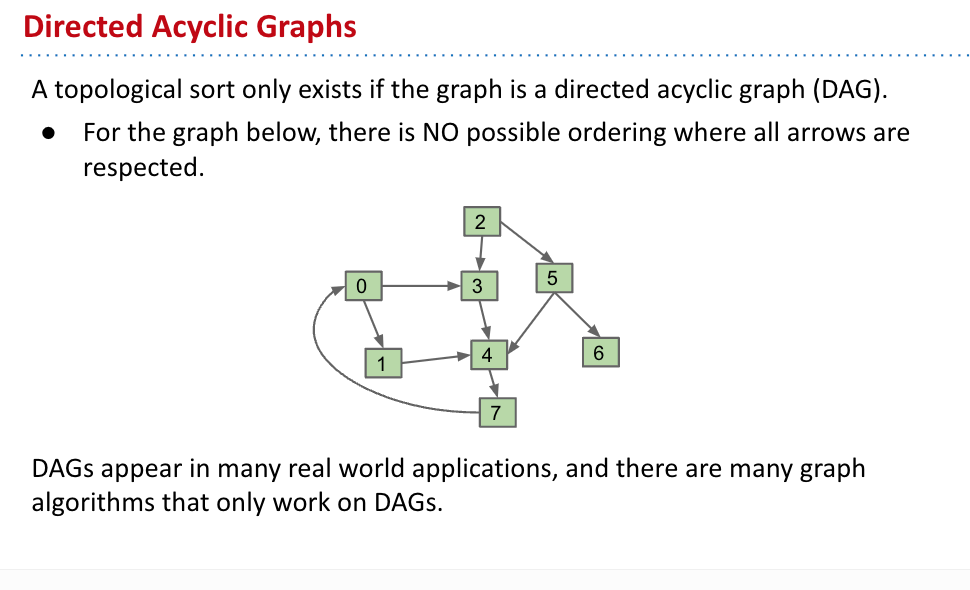 Directed Acyclic Graphs
A topological sort only exists if the graph is a directed acyclic graph (DAG).
● For the graph below, there is NO possible ordering where all arrows are
respected.
2
0
3
5
1
4
6
7
DAGs appear in many real world applications, and there are many graph
algorithms that only work on DAGs.